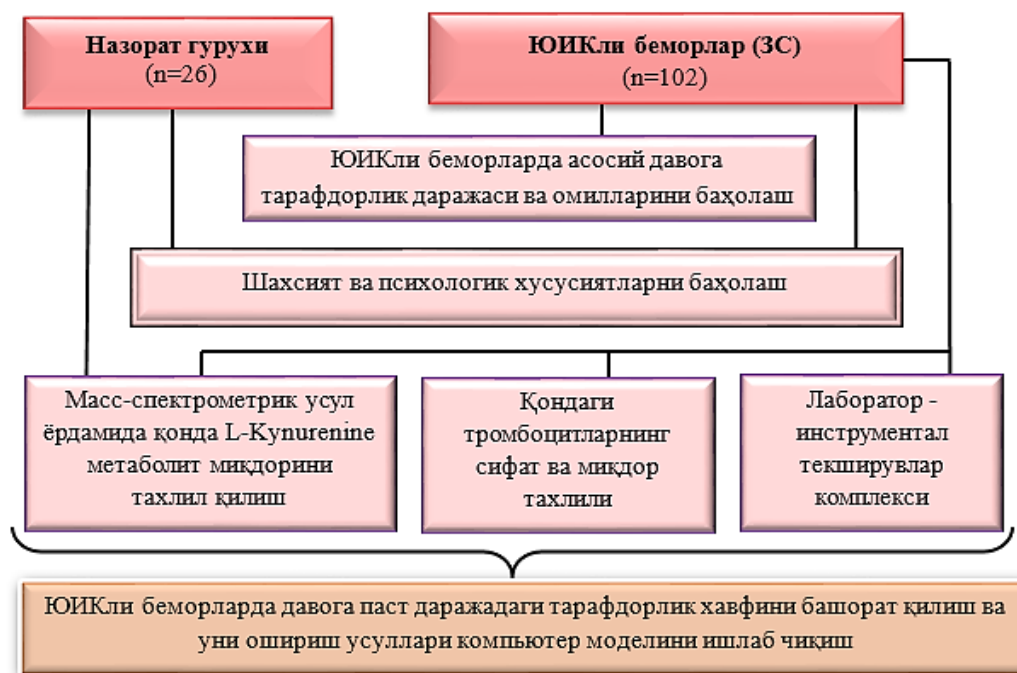 Назорат гурухи
(n=26)
ЮИКли беморлар (ЗС)
(n=102)
ЮИКли беморларда асосий давога
тарафдорлик даражаси ва омилларини баҳолаш
Шахсият ва психологик хусусиятларни баҳолаш
Масс-спектрометрик усул
ёрдамида қонда L-Kynurenine
метаболит миқдорини
тахлил қилиш
Қондаги
тромбоцитларнинг
сифат ва миқдор
тахлили
Лаборатор -
инструментал
текширувлар
комплекси
ЮИКли беморларда давога паст даражадаги тарафдорлик хавфини башорат қилиш ва
уни ошириш усуллари компьютер моделини ишлаб чиқиш